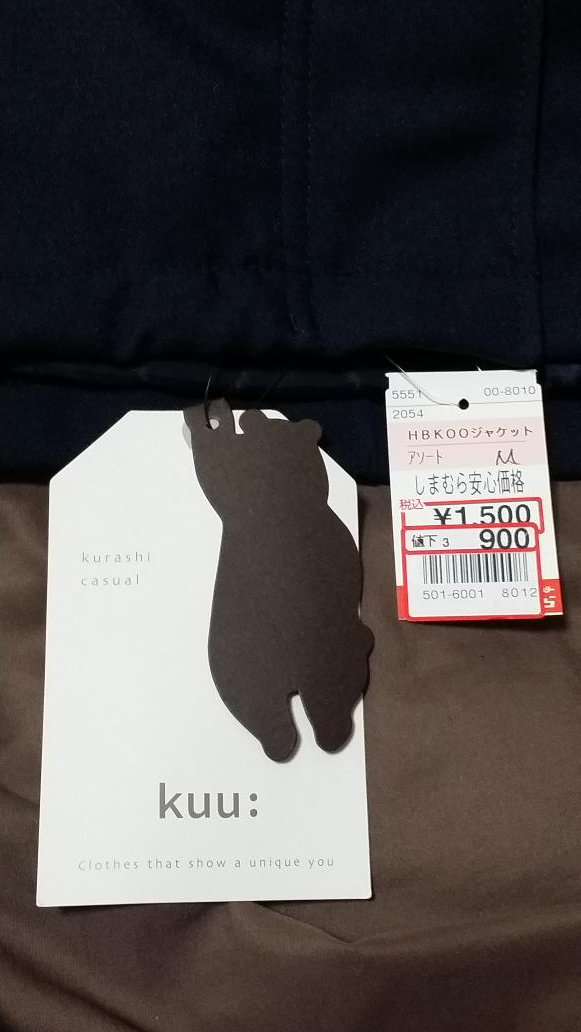 kurashi
casual
kuu:
Clothes that show a unique you
5551 00-8010
2054
HBKOOジャケット
アソート M
しまむら安心価格
税込
¥1,500
値下 3 900
501-6001 8012